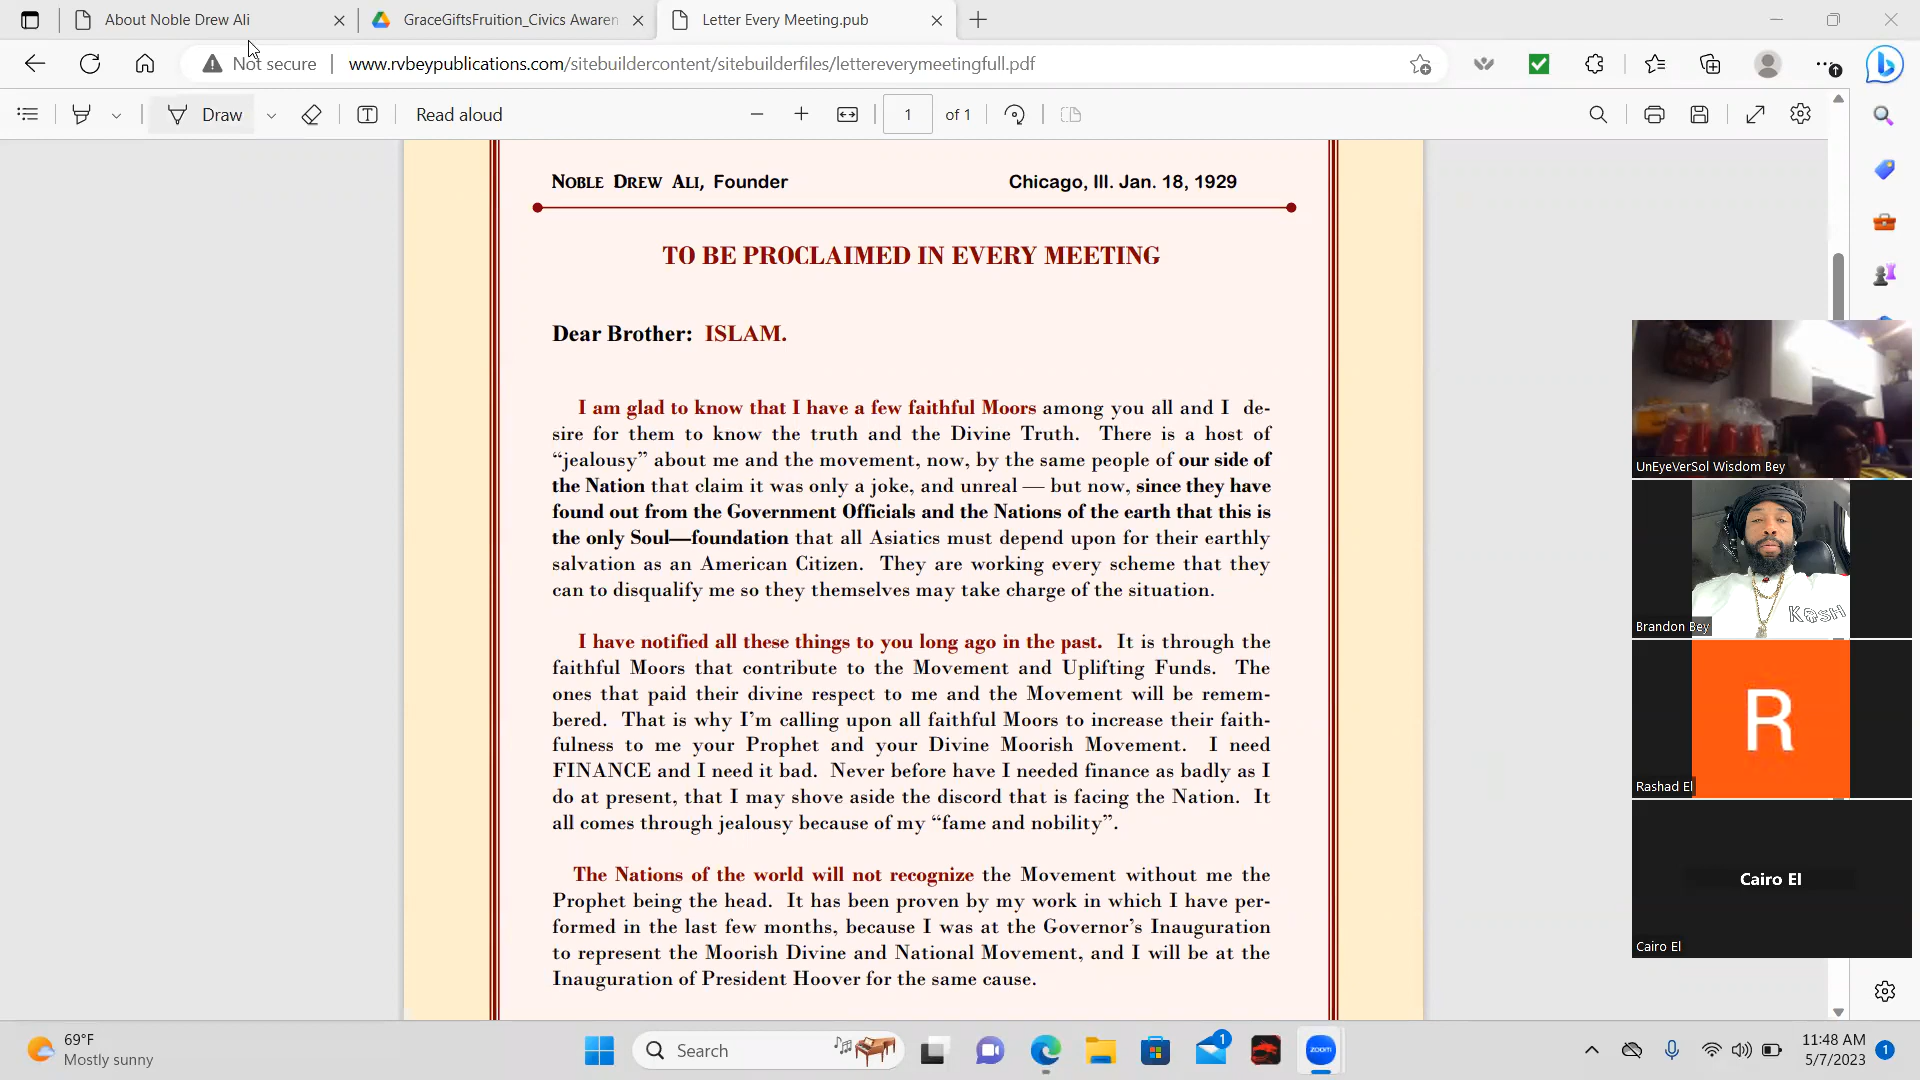 About Noble Drew Ali
GraceGiftsFruition_Civics Awaren
Letter Every Meeting.pub
Not secure
www.rvbeypublications.com/sitebuildercontent/sitebuilderfiles/lettereverymeetingfull.pdf
Draw
Read aloud
1
of 1
NOBLE DREW ALI, Founder
Chicago, Ill. Jan. 18, 1929
TO BE PROCLAIMED IN EVERY MEETING
Dear Brother: ISLAM.
I am glad to know that I have a few faithful Moors among you all and I de-
sire for them to know the truth and the Divine Truth. There is a host of
“jealousy” about me and the movement, now, by the same people of our side of
the Nation that claim it was only a joke, and unreal — but now, since they have
found out from the Government Officials and the Nations of the earth that this is
the only Soul—foundation that all Asiatics must depend upon for their earthly
salvation as an American Citizen. They are working every scheme that they
can to disqualify me so they themselves may take charge of the situation.
I have notified all these things to you long ago in the past. It is through the
faithful Moors that contribute to the Movement and Uplifting Funds. The
ones that paid their divine respect to me and the Movement will be remem-
bered. That is why I’m calling upon all faithful Moors to increase their faith-
fulness to me your Prophet and your Divine Moorish Movement. I need
FINANCE and I need it bad. Never before have I needed finance as badly as I
do at present, that I may shove aside the discord that is facing the Nation. It
all comes through jealousy because of my “fame and nobility”.
The Nations of the world will not recognize the Movement without me the
Prophet being the head. It has been proven by my work in which I have per-
formed in the last few months, because I was at the Governor’s Inauguration
to represent the Moorish Divine and National Movement, and I will be at the
Inauguration of President Hoover for the same cause.
UnEyeVerSol Wisdom Bey
K@SH
Brandon Bey
R
Rashad El
Cairo El
Cairo El
69°F
Mostly sunny
Search
1
zoom
11:48 AM
5/7/2023
1